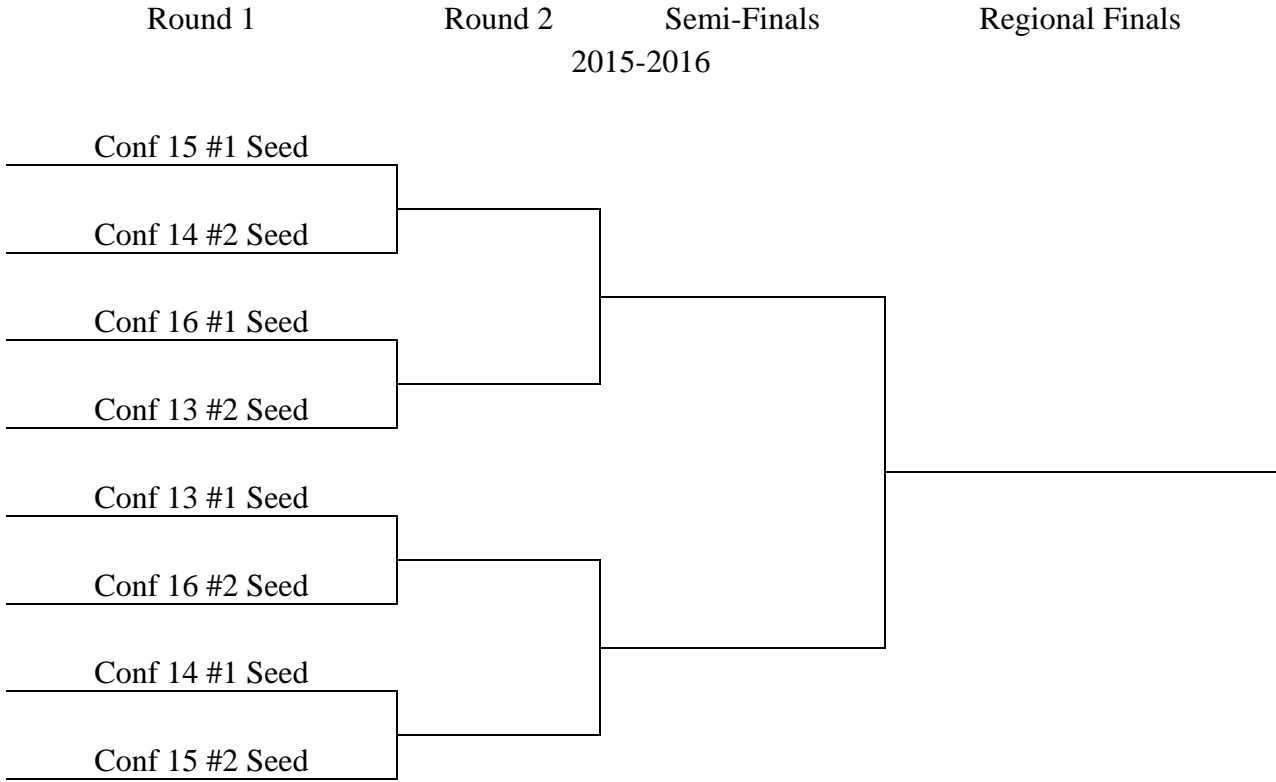 Round 1 Round 2 Semi-Finals Regional Finals
2015-2016
Conf 15 #1 Seed
Conf 14 #2 Seed
Conf 16 #1 Seed
Conf 13 #2 Seed
Conf 13 #1 Seed
Conf 16 #2 Seed
Conf 14 #1 Seed
Conf 15 #2 Seed